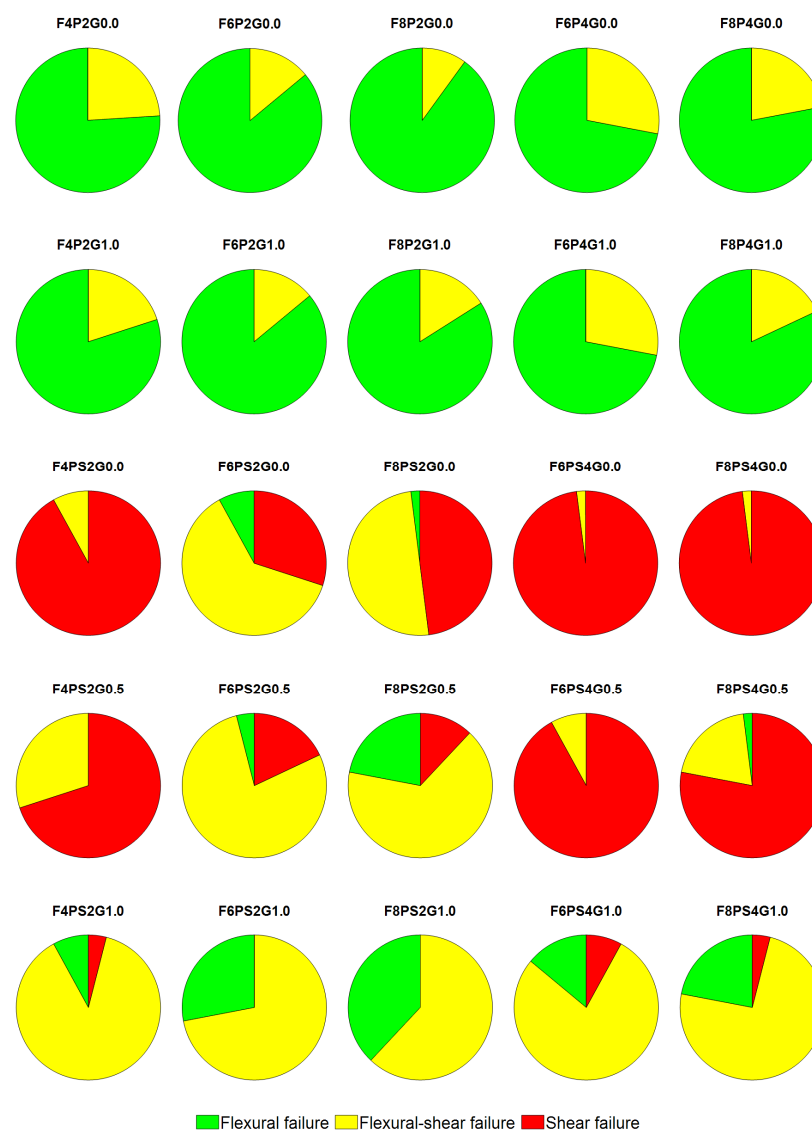 F4P2G0.0 F6P2G0.0 F8P2G0.0 F6P4G0.0 F8P4G0.0
F4P2G1.0 F6P2G1.0 F8P2G1.0 F6P4G1.0 F8P4G1.0
F4PS2G0.0 F6PS2G0.0 F8PS2G0.0 F6PS4G0.0 F8PS4G0.0
F4PS2G0.5 F6PS2G0.5 F8PS2G0.5 F6PS4G0.5 F8PS4G0.5
F4PS2G1.0 F6PS2G1.0 F8PS2G1.0 F6PS4G1.0 F8PS4G1.0
Flexural failure Flexural-shear failure Shear failure